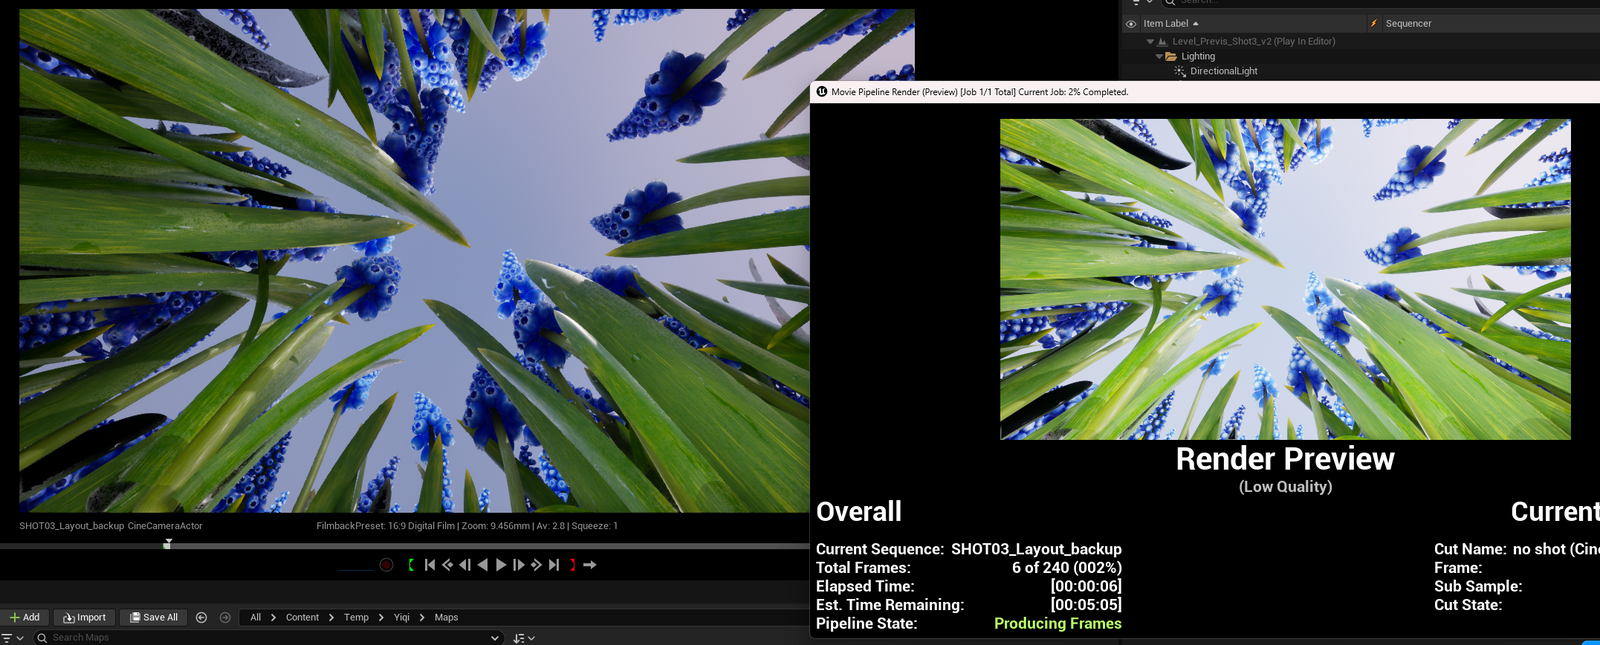 Search...
Item Label
Sequencer
Level_Previs_Shot3_v2 (Play In Editor)
Lighting
DirectionalLight
Movie Pipeline Render (Preview) [Job 1/1 Total] Current Job: 2% Completed.
Render Preview
(Low Quality)
Overall
Current
Current Sequence: SHOT03_Layout_backup
Total Frames: 6 of 240 (002%)
Elapsed Time: [00:00:06]
Est. Time Remaining: [00:05:05]
Pipeline State: Producing Frames
Cut Name: no shot (Cine
Frame:
Sub Sample:
Cut State:
SHOT03_Layout_backup CineCameraActor
FilmbackPreset: 16:9 Digital Film | Zoom: 9.456mm | Av: 2.8 | Squeeze: 1
Add
Import
Save All
All > Content > Temp > Yiqi > Maps
Search Maps